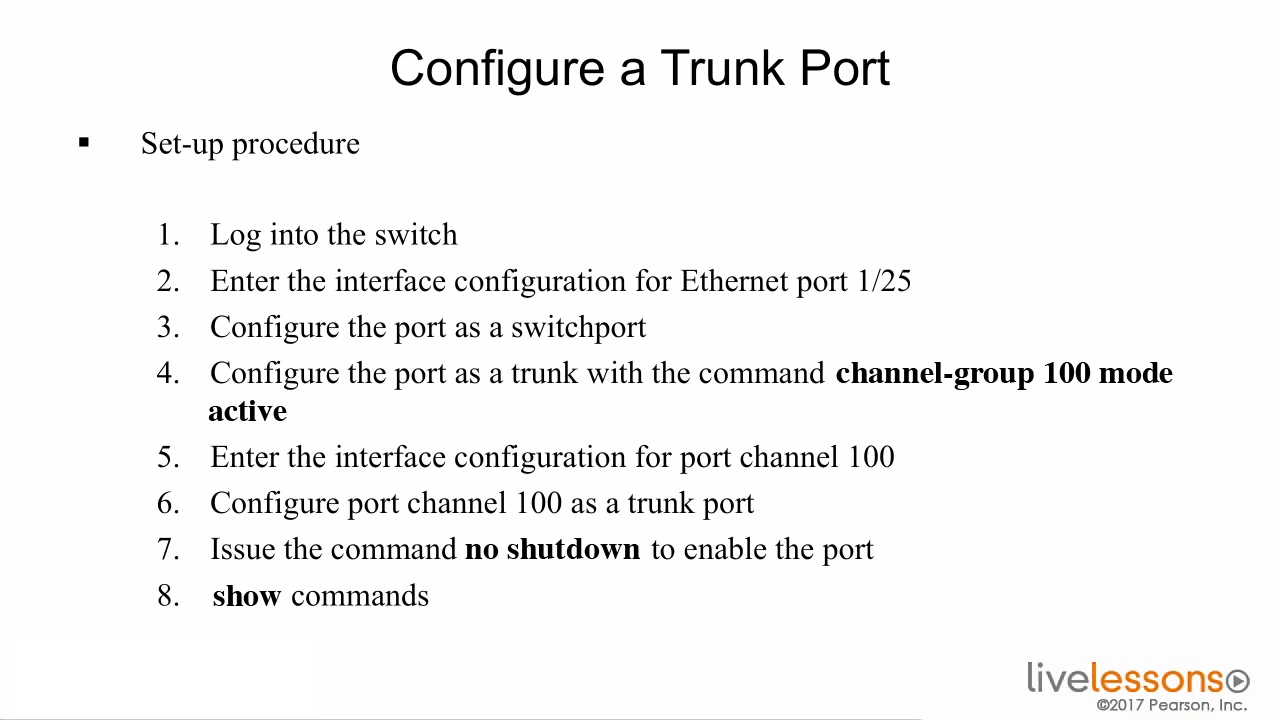 Configure a Trunk Port
▪ Set-up procedure
1. Log into the switch
2. Enter the interface configuration for Ethernet port 1/25
3. Configure the port as a switchport
4. Configure the port as a trunk with the command channel-group 100 mode
active
5. Enter the interface configuration for port channel 100
6. Configure port channel 100 as a trunk port
7. Issue the command no shutdown to enable the port
8. show commands
livelessons
©2017 Pearson, Inc.